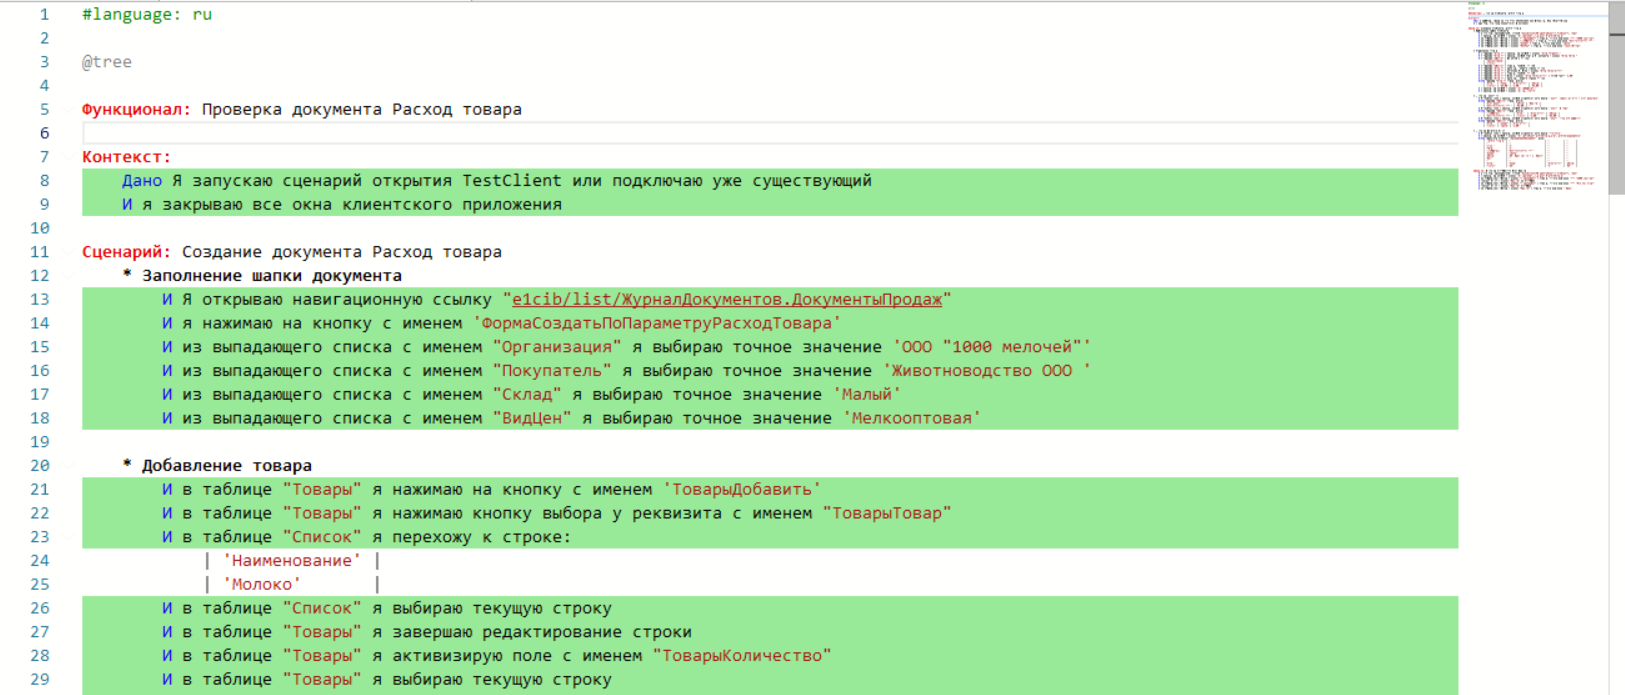 1 #language: ru
2
3 @tree
4
5 Функционал: Проверка документа Расход товара
6
7 Контекст:
8 Дано Я запускаю сценарий открытия TestClient или подключаю уже существующий
9 И я закрываю все окна клиентского приложения
10
11 Сценарий: Создание документа Расход товара
12 * Заполнение шапки документа
13 И Я открываю навигационную ссылку "e1cib/list/ЖурналДокументов.ДокументыПродаж"
14 И я нажимаю на кнопку с именем 'ФормаСоздатьПоПараметруРасходТовара'
15 И из выпадающего списка с именем "Организация" я выбираю точное значение 'ООО "1000 мелочей"'
16 И из выпадающего списка с именем "Покупатель" я выбираю точное значение 'Животноводство ООО '
17 И из выпадающего списка с именем "Склад" я выбираю точное значение 'Малый'
18 И из выпадающего списка с именем "ВидЦен" я выбираю точное значение 'Мелкооптовая'
19
20 * Добавление товара
21 И в таблице "Товары" я нажимаю на кнопку с именем 'ТоварыДобавить'
22 И в таблице "Товары" я нажимаю кнопку выбора у реквизита с именем "ТоварыТовар"
23 И в таблице "Список" я перехожу к строке:
24 | 'Наименование' |
25 | 'Молоко' |
26 И в таблице "Список" я выбираю текущую строку
27 И в таблице "Товары" я завершаю редактирование строки
28 И в таблице "Товары" я активизирую поле с именем "ТоварыКоличество"
29 И в таблице "Товары" я выбираю текущую строку